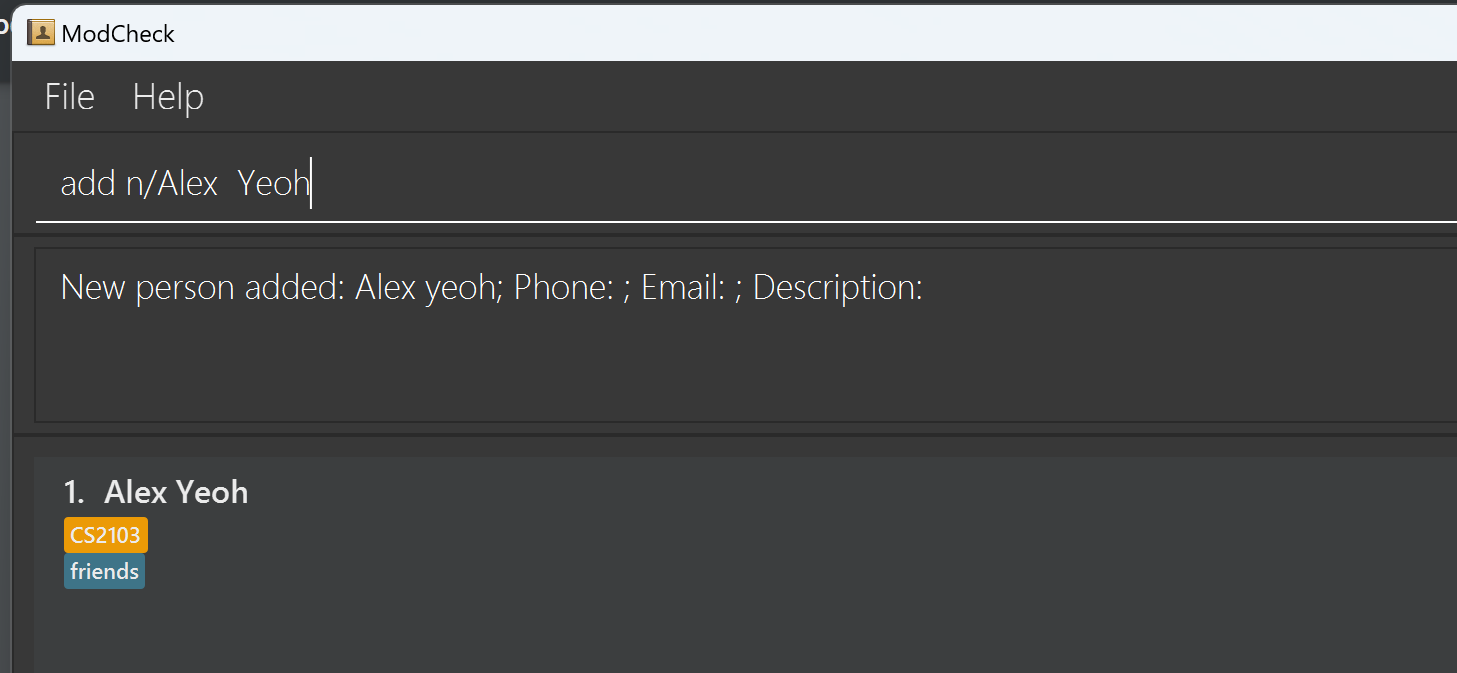 ModCheck
File Help
add n/Alex  Yeoh
New person added: Alex yeoh; Phone: ; Email: ; Description:
1. Alex Yeoh
CS2103
friends